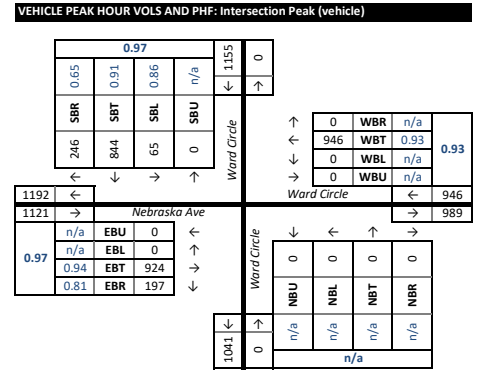 VEHICLE PEAK HOUR VOLS AND PHF: Intersection Peak (vehicle)
0.97
0.65 0.91 0.86 n/a
SBR SBT SBL SBU
246 844 65 0
← ↓ → ↑
1155 0
↓ ↑
Ward Circle
↑ 0 WBR n/a
← 946 WBT 0.93
↓ 0 WBL n/a
→ 0 WBU n/a
0.93
1192 ←
Ward Circle
← 946
1121 →
Nebraska Ave
→ 989
0.97
n/a EBU 0 ←
n/a EBL 0 ↑
0.94 EBT 924 →
0.81 EBR 197 ↓
Ward Circle
↓ ↑
1041 0
↓ ← ↑ →
0 0 0 0
NBU NBL NBT NBR
n/a n/a n/a n/a
n/a